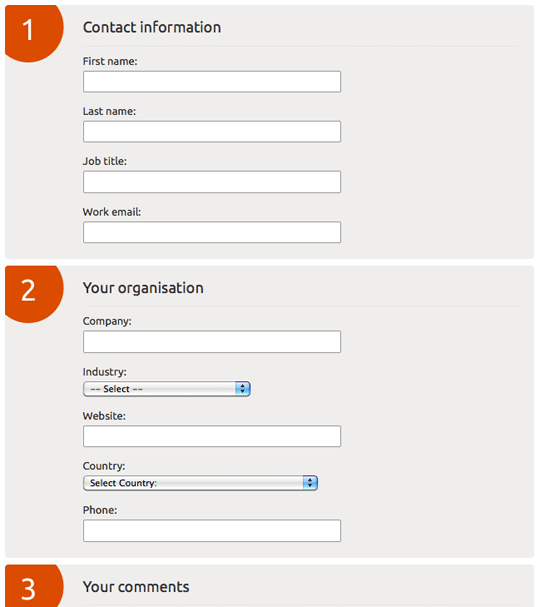 1
Contact information
First name:
Last name:
Job title:
Work email:
2
Your organisation
Company:
Industry:
-- Select --
Website:
Country:
Select Country:
Phone:
3
Your comments